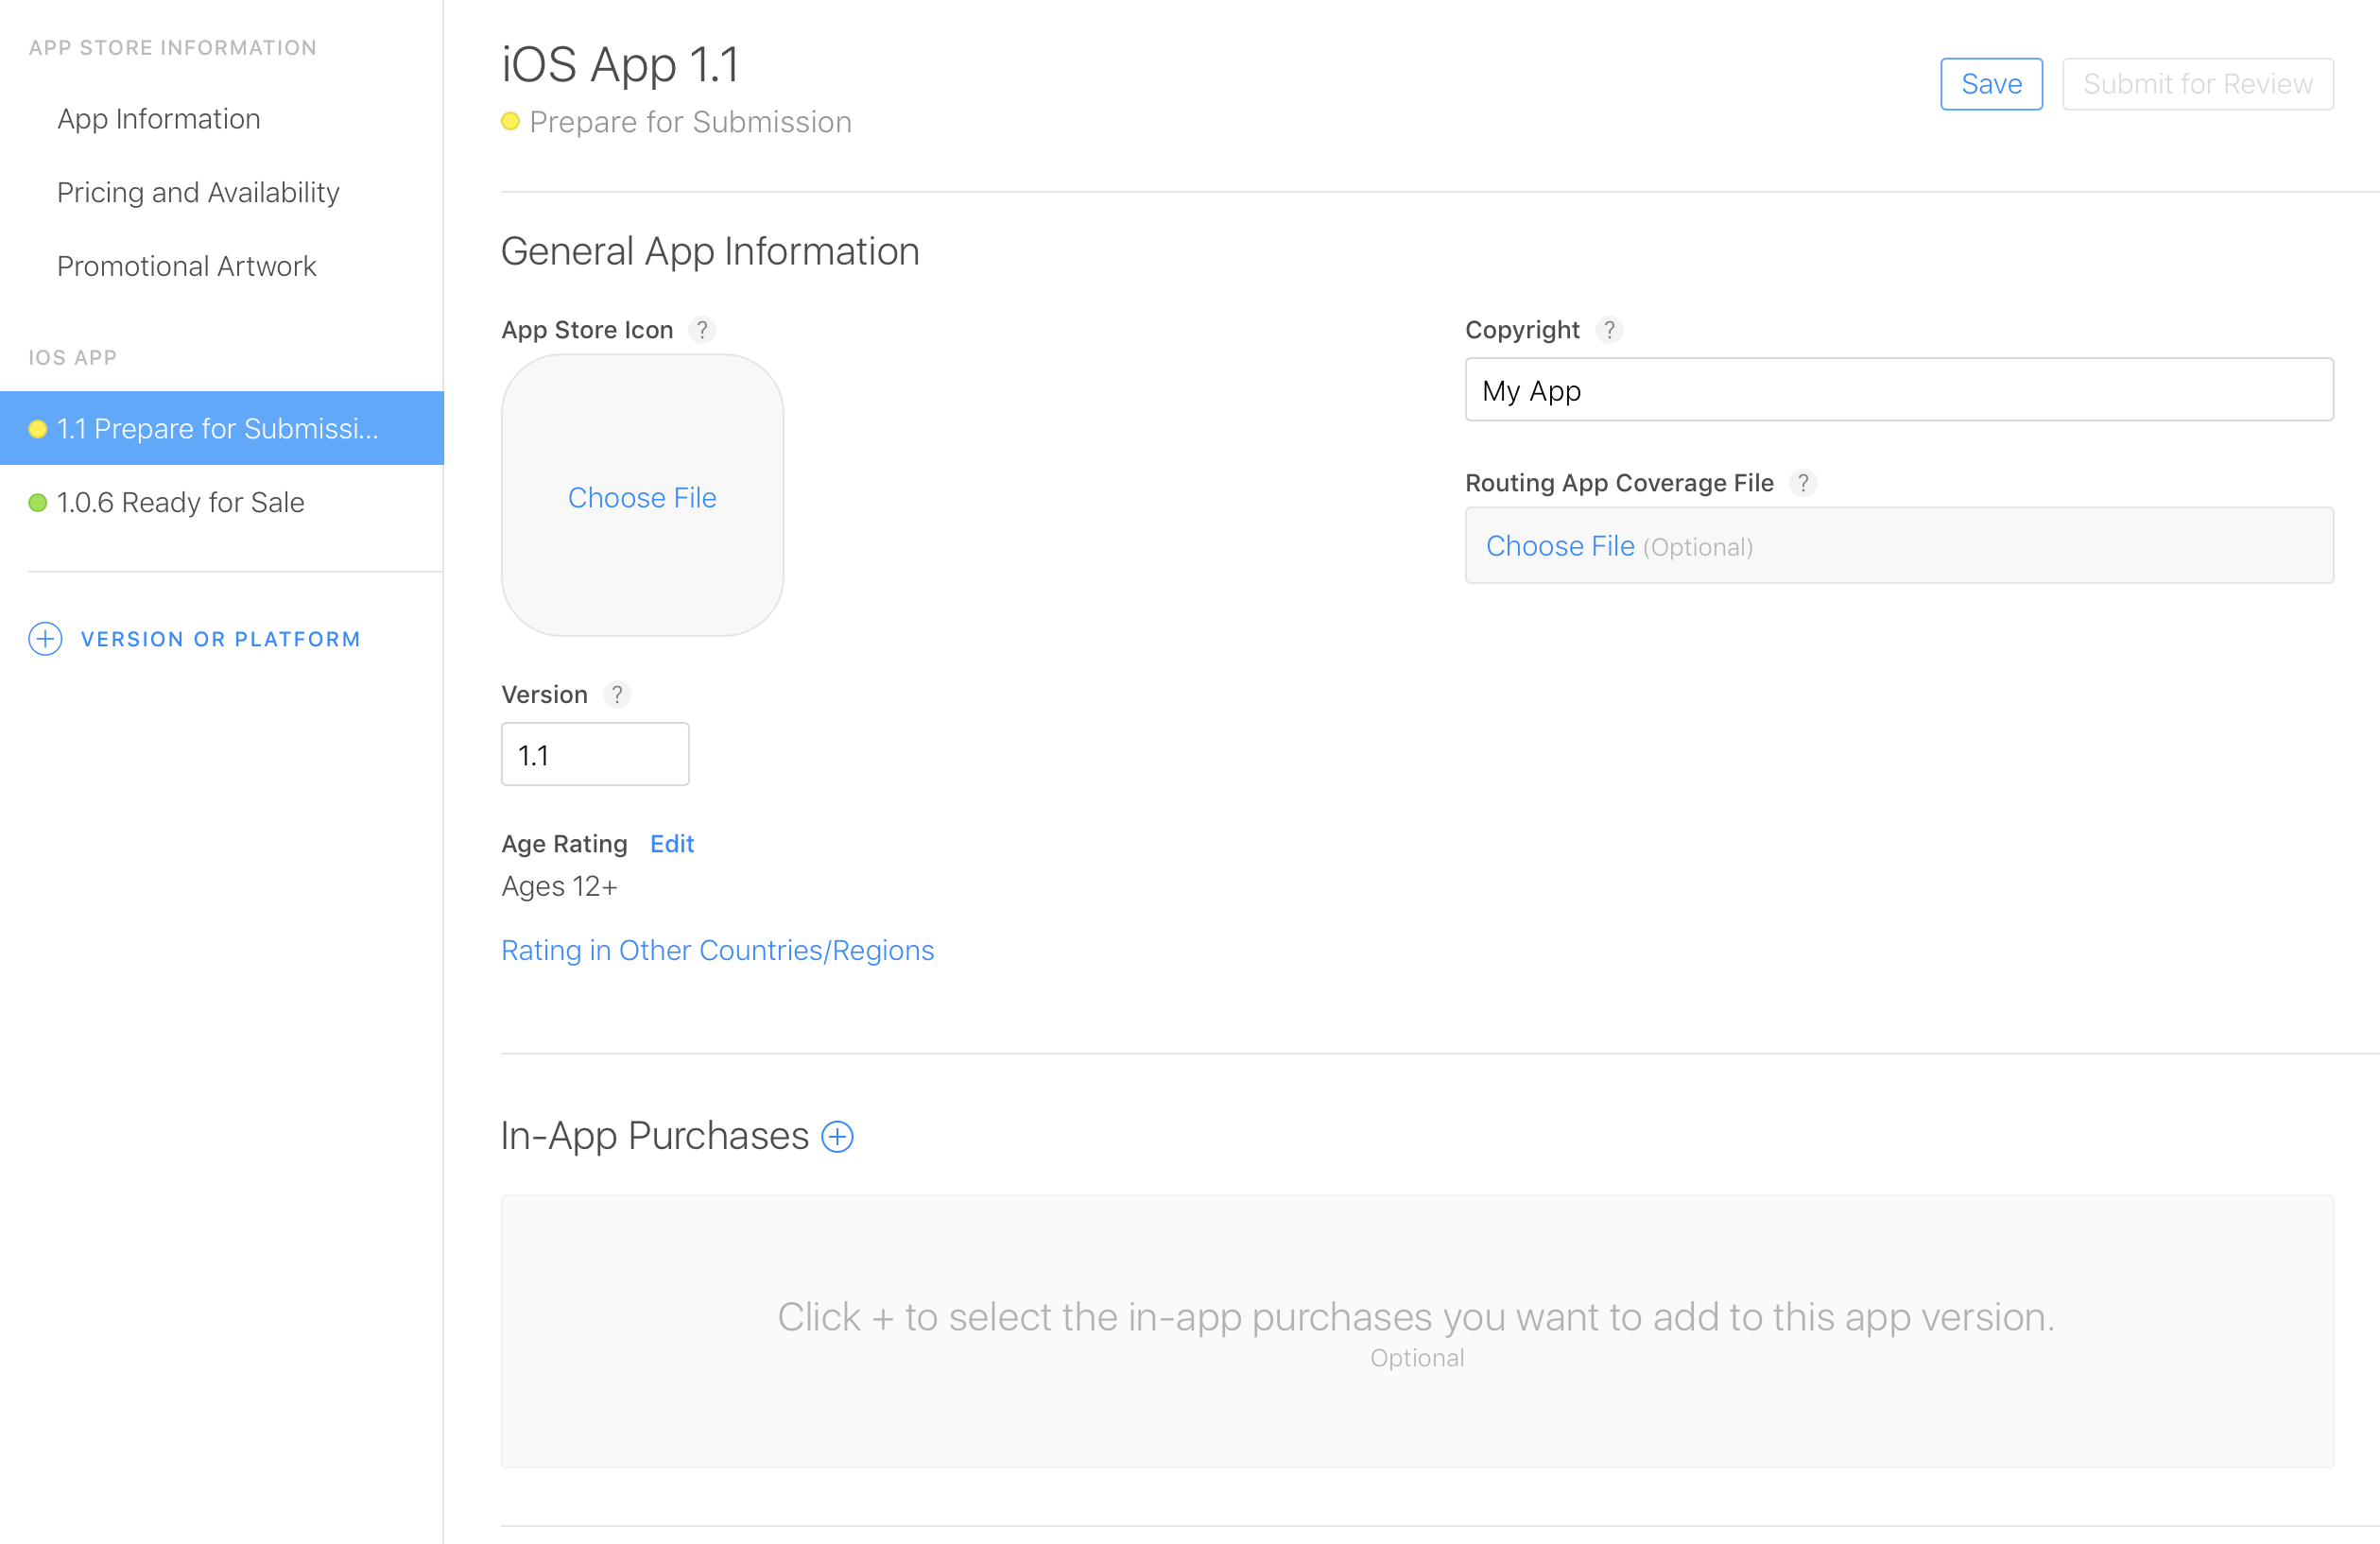 APP STORE INFORMATION
App Information
Pricing and Availability
Promotional Artwork
IOS APP
1.1 Prepare for Submissi...
1.0.6 Ready for Sale
VERSION OR PLATFORM
iOS App 1.1
Prepare for Submission
Save
Submit for Review
General App Information
App Store Icon ?
Choose File
Copyright ?
My App
Routing App Coverage File ?
Choose File (Optional)
Version ?
1.1
Age Rating Edit
Ages 12+
Rating in Other Countries/Regions
In-App Purchases
Click + to select the in-app purchases you want to add to this app version.
Optional